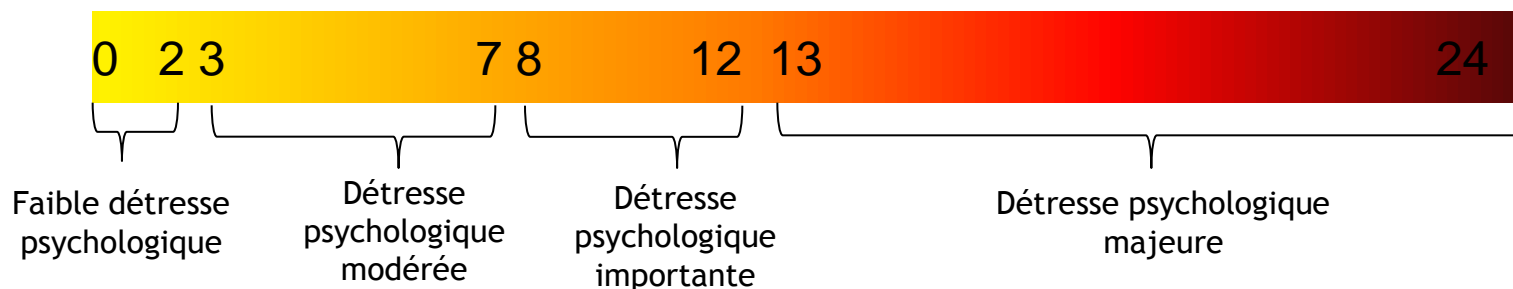 0 2 3 7 8 12 13 24
Faible détresse
psychologique
Détresse
psychologique
modérée
Détresse
psychologique
importante
Détresse psychologique
majeure